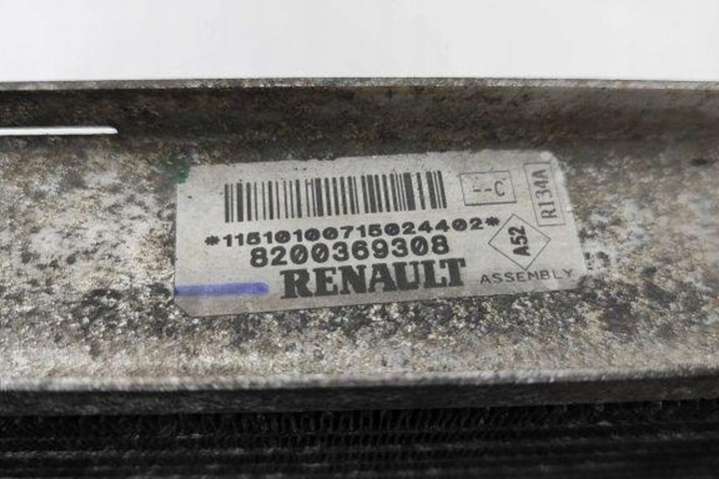 --C
R134A
*11510100715024402*
8200369308
A52
RENAULT
ASSEMBLY